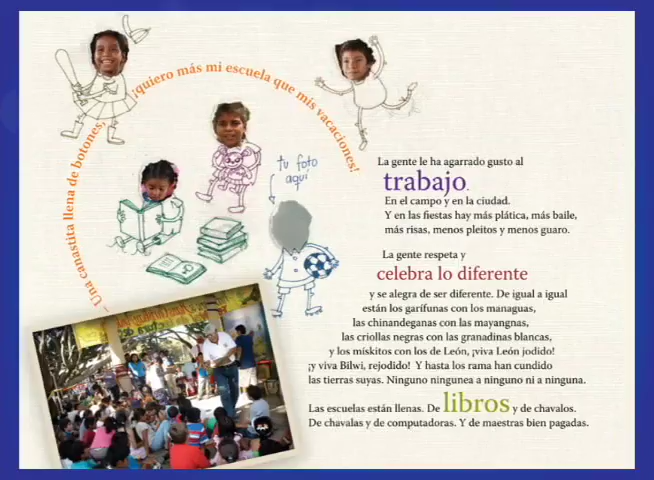 – Una canastita llena de botones, ¡quiero más mi escuela que mis vacaciones!
tu foto
aquí
La gente le ha agarrado gusto al
trabajo.
En el campo y en la ciudad.
Y en las fiestas hay más plática, más baile,
más risas, menos pleitos y menos guaro.
La gente respeta y
celebra lo diferente
y se alegra de ser diferente. De igual a igual
están los garífunas con los managuas,
las chinandeganas con las mayangnas,
las criollas negras con las granadinas blancas,
y los mískitos con los de León, ¡viva León jodido!
¡y viva Bilwi, rejodido! Y hasta los rama han cundido
las tierras suyas. Ninguno ningunea a ninguno ni a ninguna.
Las escuelas están llenas. De libros y de chavalos.
De chavalas y de computadoras. Y de maestras bien pagadas.